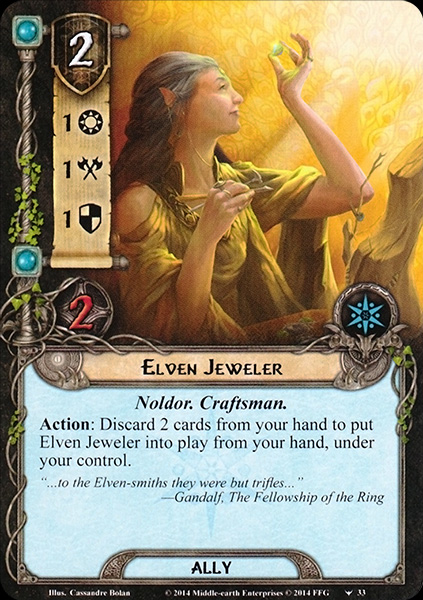 2
1
1
1
2
ELVEN JEWELER
Noldor. Craftsman.
Action: Discard 2 cards from your hand to put
Elven Jeweler into play from your hand, under
your control.
“...to the Elven-smiths they were but trifles...”
—Gandalf, The Fellowship of the Ring
ALLY
Illus. Cassandre Bolan © 2014 Middle-earth Enterprises © 2014 FFG 33